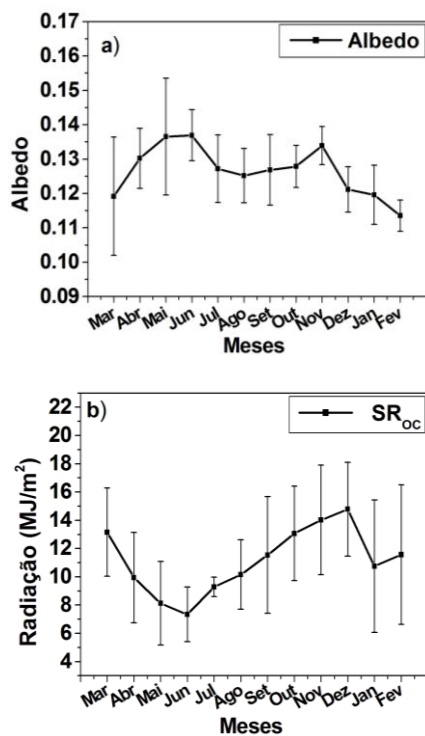 a)
Albedo
0.17
0.16
0.15
0.14
0.13
0.12
0.11
0.10
0.09
Albedo
Mar Abr Mai Jun Jul Ago Set Out Nov Dez Jan Fev
Meses
b)
SR_OC
22
20
18
16
14
12
10
8
6
4
Radiação (MJ/m²)
Mar Abr Mai Jun Jul Ago Set Out Nov Dez Jan Fev
Meses